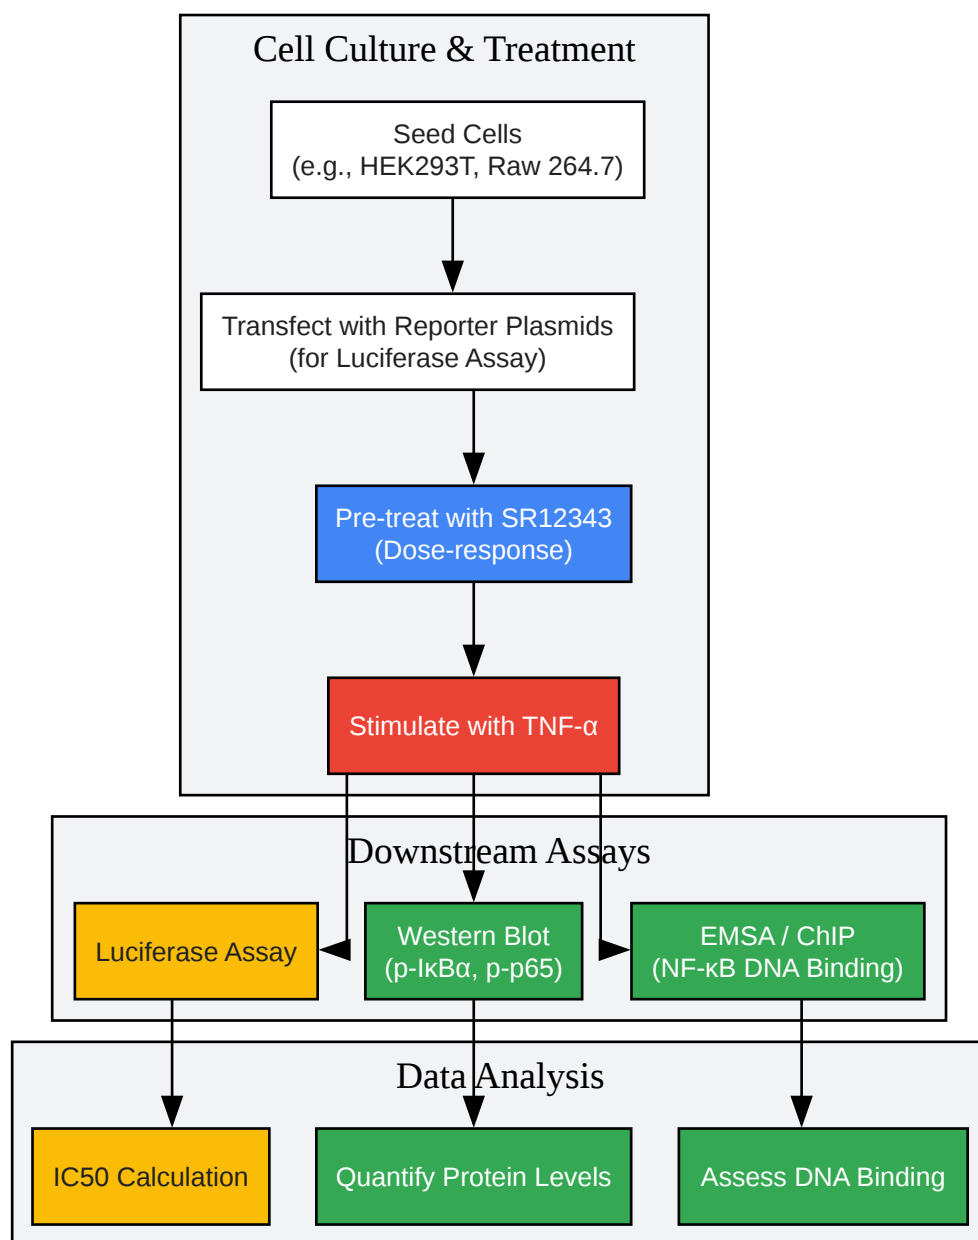 Cell Culture & Treatment
Seed Cells
(e.g., HEK293T, Raw 264.7)
Transfect with Reporter Plasmids
(for Luciferase Assay)
Pre-treat with SR12343
(Dose-response)
Stimulate with TNF-α
Downstream Assays
Luciferase Assay
Western Blot
(p-IκBα, p-p65)
EMSA / ChIP
(NF-κB DNA Binding)
Data Analysis
IC50 Calculation
Quantify Protein Levels
Assess DNA Binding